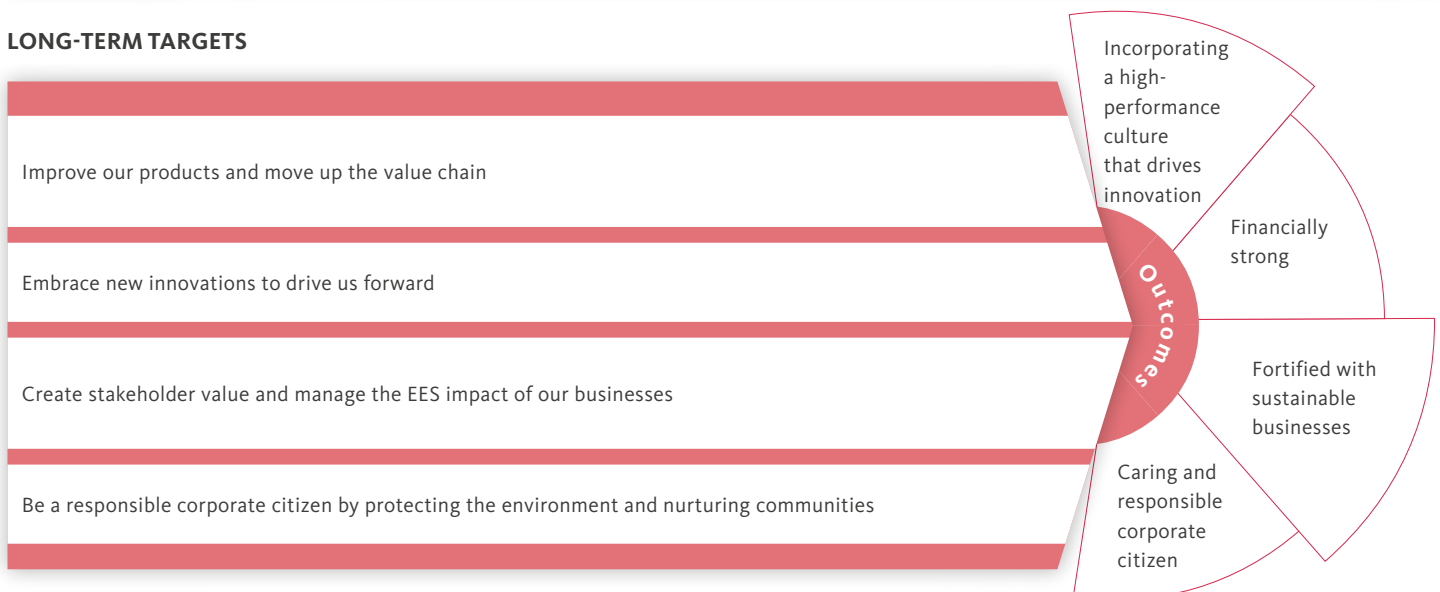 LONG-TERM TARGETS
Improve our products and move up the value chain
Embrace new innovations to drive us forward
Create stakeholder value and manage the EES impact of our businesses
Be a responsible corporate citizen by protecting the environment and nurturing communities
Outcomes
Incorporating
a high-
performance
culture
that drives
innovation
Financially
strong
Fortified with
sustainable
businesses
Caring and
responsible
corporate
citizen